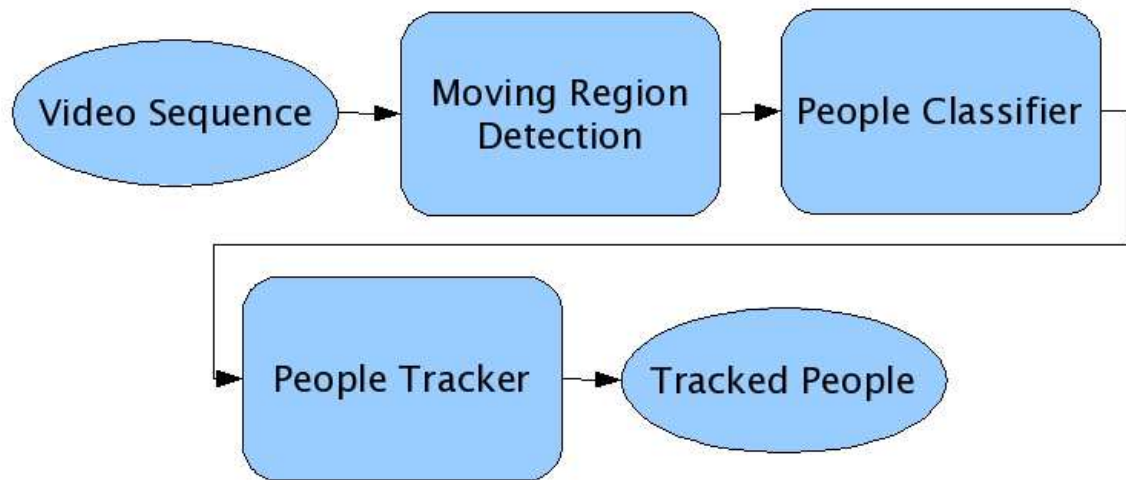 Video Sequence
Moving Region
Detection
People Classifier
People Tracker
Tracked People